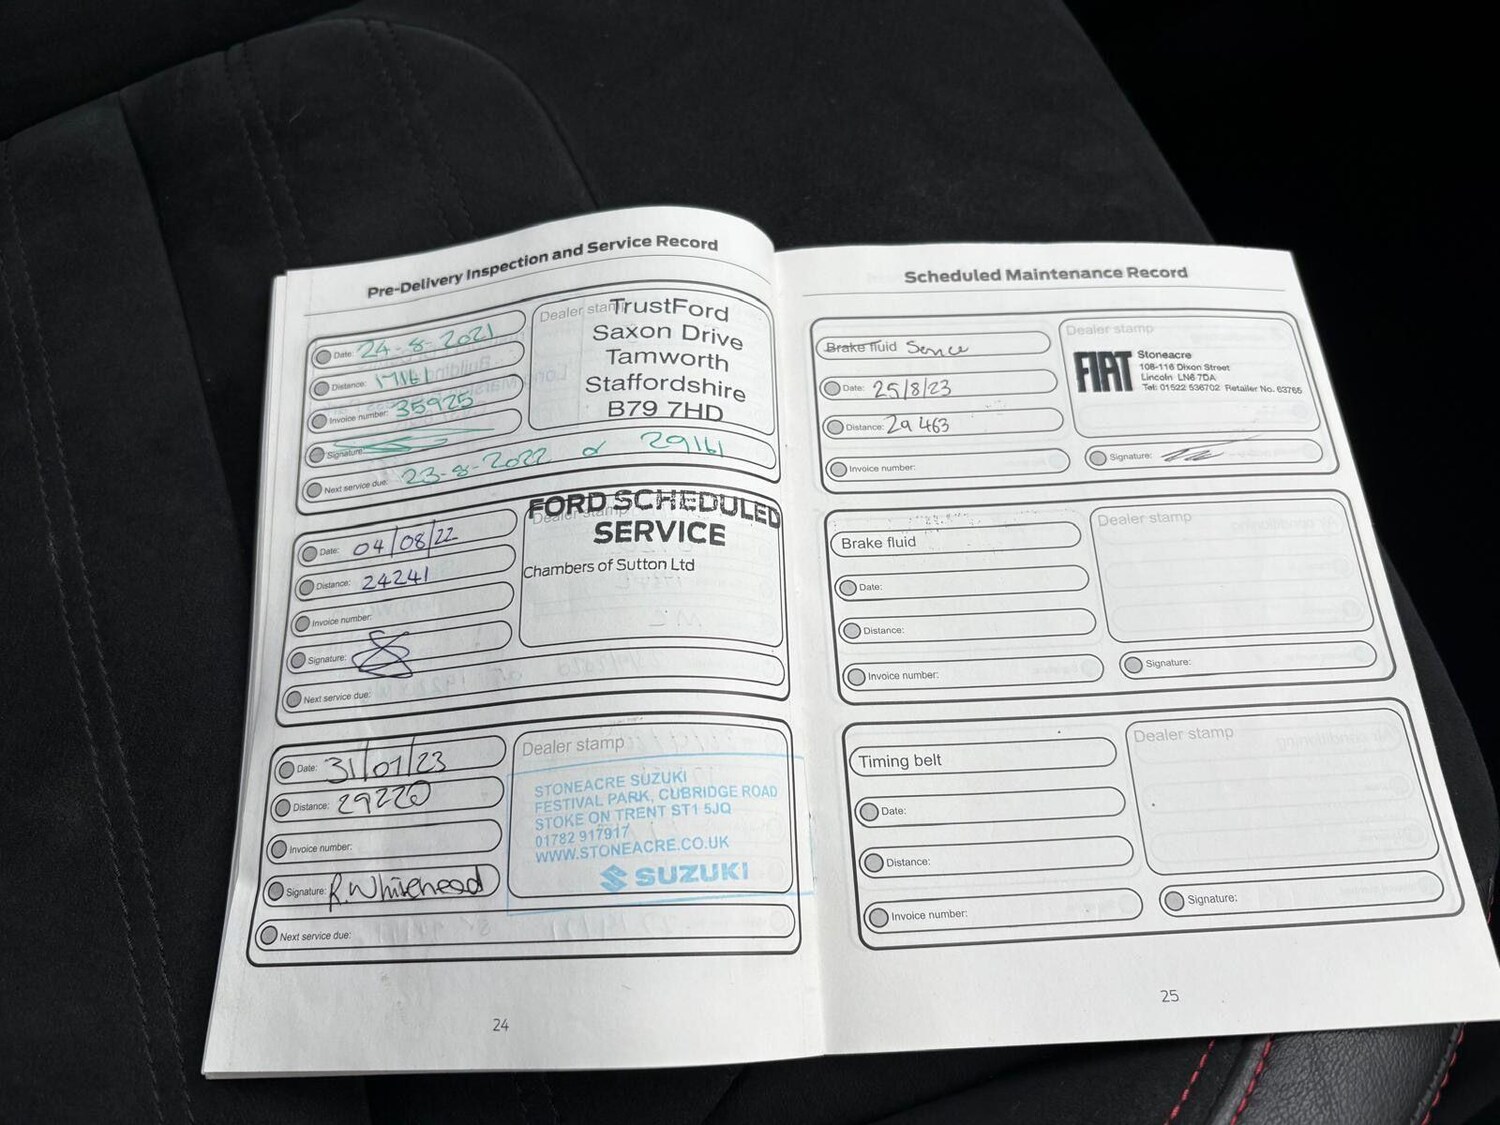 Pre-Delivery Inspection and Service Record
Date: 24-8-2021
Distance: 17161
Invoice number: 35925
Signature:
Next service due: 23-8-2022 or 29161
Dealer stamp
TrustFord
Saxon Drive
Tamworth
Staffordshire
B79 7HD
Date: 04/08/22
Distance: 24241
Invoice number:
Signature:
Next service due:
Dealer stamp
FORD SCHEDULED
SERVICE
Chambers of Sutton Ltd
Date: 31/07/23
Distance: 29220
Invoice number:
Signature: R.Whitehead
Next service due:
Dealer stamp
STONEACRE SUZUKI
FESTIVAL PARK, CUBRIDGE ROAD
STOKE ON TRENT ST1 5JQ
01782 917917
WWW.STONEACRE.CO.UK
SUZUKI
24
Scheduled Maintenance Record
Brake fluid Service
Date: 25/8/23
Distance: 29463
Invoice number:
Dealer stamp
FIAT
Stoneacre
108-116 Dixon Street
Lincoln LN6 7DA
Tel: 01522 536702 Retailer No. 63765
Signature:
Brake fluid
Date:
Distance:
Invoice number:
Dealer stamp
Signature:
Timing belt
Date:
Distance:
Invoice number:
Dealer stamp
Signature:
25